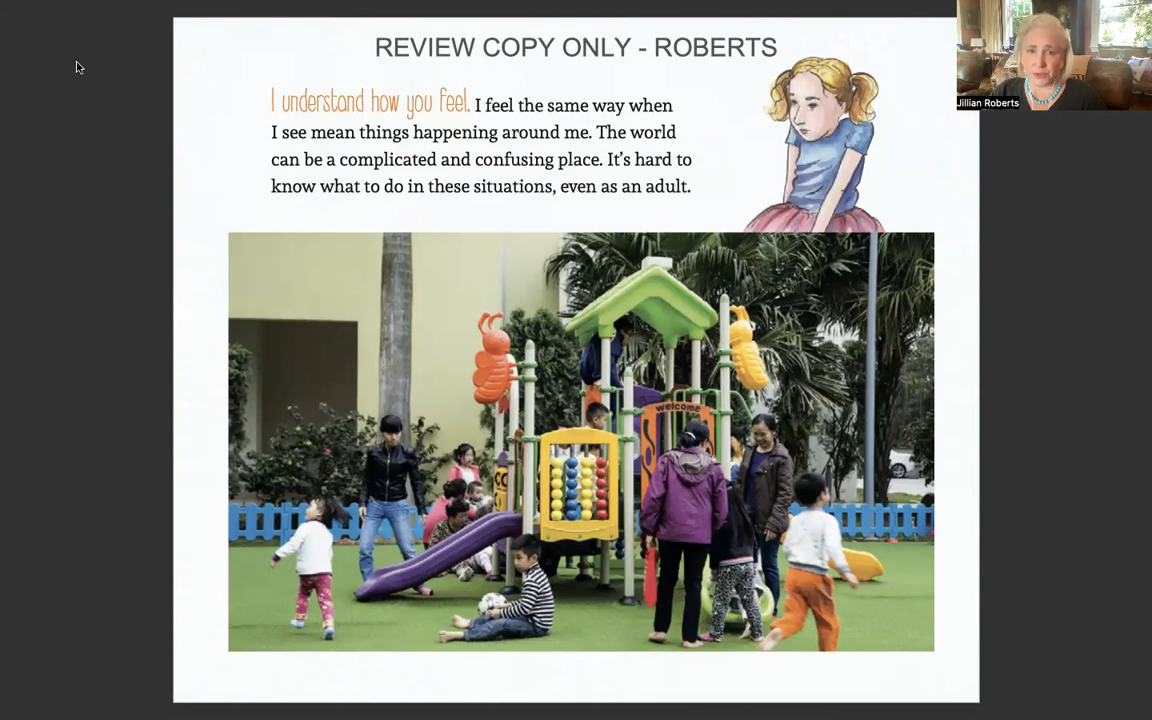 REVIEW COPY ONLY - ROBERTS
Jillian Roberts
I understand how you feel. I feel the same way when
I see mean things happening around me. The world
can be a complicated and confusing place. It's hard to
know what to do in these situations, even as an adult.
welcome